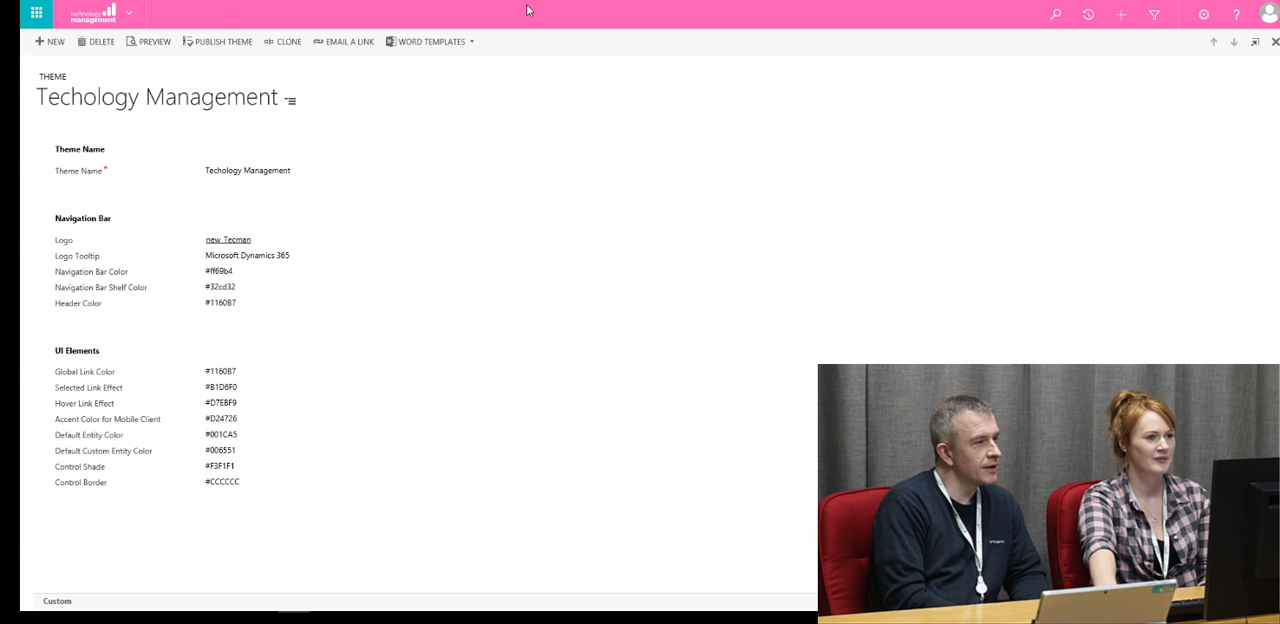 technology
management
NEW DELETE PREVIEW PUBLISH THEME CLONE EMAIL A LINK WORD TEMPLATES
THEME
Techology Management
Theme Name
Theme Name* Techology Management
Navigation Bar
Logo new_Tecman
Logo Tooltip Microsoft Dynamics 365
Navigation Bar Color #ff69b4
Navigation Bar Shelf Color #32cd32
Header Color #1160B7
UI Elements
Global Link Color #1160B7
Selected Link Effect #B1D6F0
Hover Link Effect #D7EBF9
Accent Color for Mobile Client #D24726
Default Entity Color #001CA5
Default Custom Entity Color #006551
Control Shade #F3F1F1
Control Border #CCCCCC
Custom